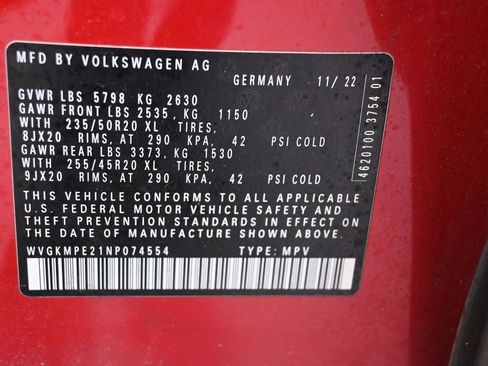 MFD BY VOLKSWAGEN AG
GERMANY 11/ 22
GVWR LBS 5798 KG 2630
GAWR FRONT LBS 2535, KG 1150
WITH 235/50R20 XL TIRES,
8JX20 RIMS, AT 290 KPA, 42 PSI COLD
GAWR REAR LBS 3373, KG 1530
WITH 255/45R20 XL TIRES,
9JX20 RIMS, AT 290 KPA, 42 PSI COLD
THIS VEHICLE CONFORMS TO ALL APPLICABLE
U.S. FEDERAL MOTOR VEHICLE SAFETY AND
THEFT PREVENTION STANDARDS IN EFFECT ON
THE DATE OF MANUFACTURE SHOWN ABOVE.
WVGKMPE21NP074554 TYPE: MPV
4620100 3754 01